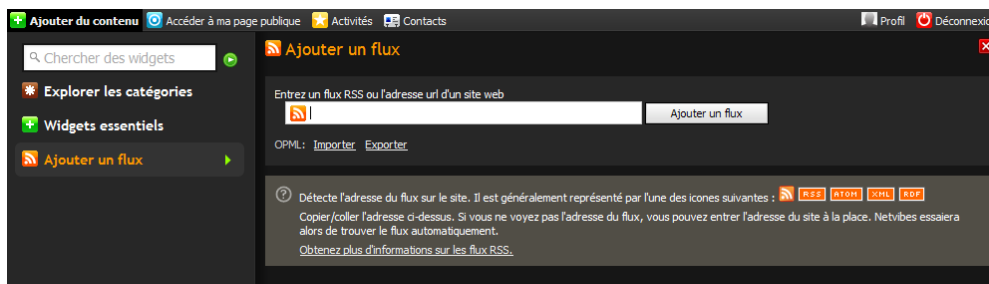 Ajouter du contenu Accéder à ma page publique Activités Contacts Profil Déconnexio
Chercher des widgets
Explorer les catégories
Widgets essentiels
Ajouter un flux
Ajouter un flux
Entrez un flux RSS ou l'adresse url d'un site web
Ajouter un flux
OPML: Importer Exporter
Détecte l'adresse du flux sur le site. Il est généralement représenté par l'une des icones suivantes : RSS ATOM XML RDF
Copier/coller l'adresse ci-dessus. Si vous ne voyez pas l'adresse du flux, vous pouvez entrer l'adresse du site à la place. Netvibes essaiera
alors de trouver le flux automatiquement.
Obtenez plus d'informations sur les flux RSS.